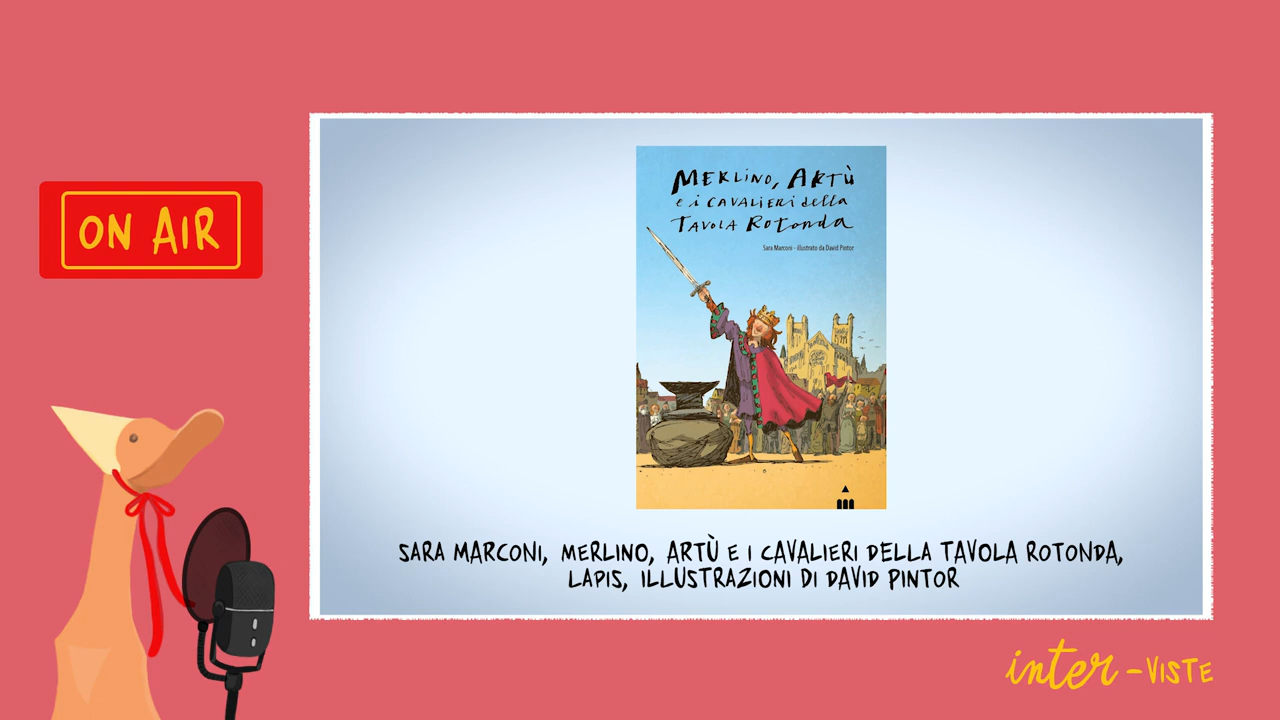 ON AIR
MERLINO, ARTÙ
e i CAVALIERI della
TAVOLA ROTONDA
Sara Marconi - illustrato da David Pintor
SARA MARCONI, MERLINO, ARTÙ E I CAVALIERI DELLA TAVOLA ROTONDA,
LAPIS, ILLUSTRAZIONI DI DAVID PINTOR
inter-VISTE